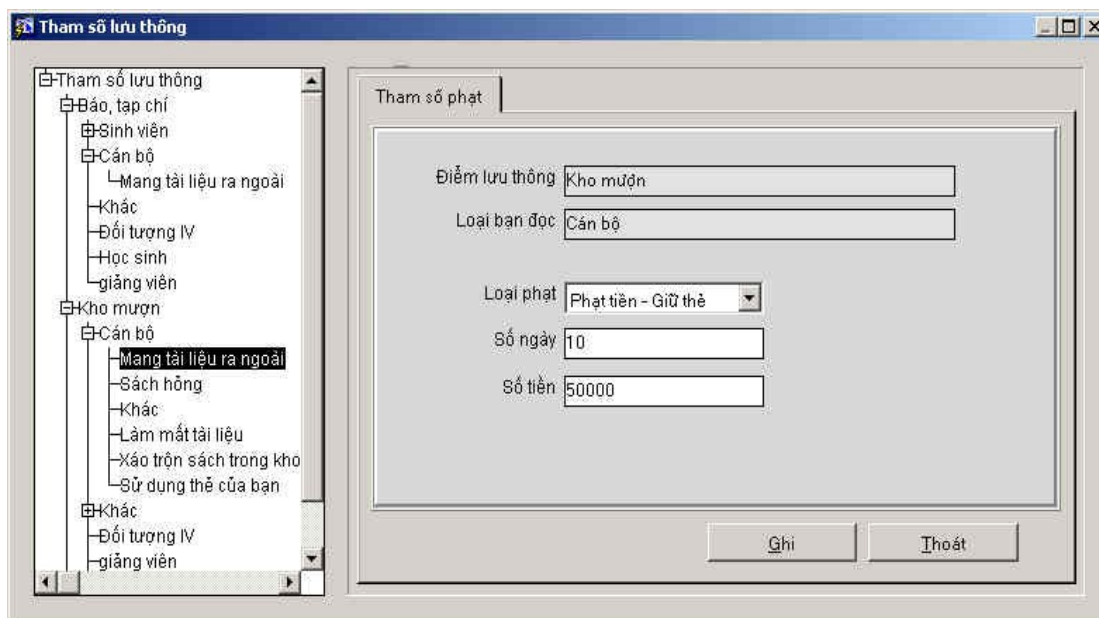 Tham số lưu thông
Tham số lưu thông
Báo, tạp chí
Sinh viên
Cán bộ
Mang tài liệu ra ngoài
Khác
Đối tượng IV
Học sinh
giảng viên
Kho mượn
Cán bộ
Mang tài liệu ra ngoài
Sách hỏng
Khác
Làm mất tài liệu
Xáo trộn sách trong kho
Sử dụng thẻ của bạn
Khác
Đối tượng IV
giảng viên
Tham số phạt
Điểm lưu thông Kho mượn
Loại bạn đọc Cán bộ
Loại phạt Phạt tiền - Giữ thẻ
Số ngày 10
Số tiền 50000
Ghi Thoát